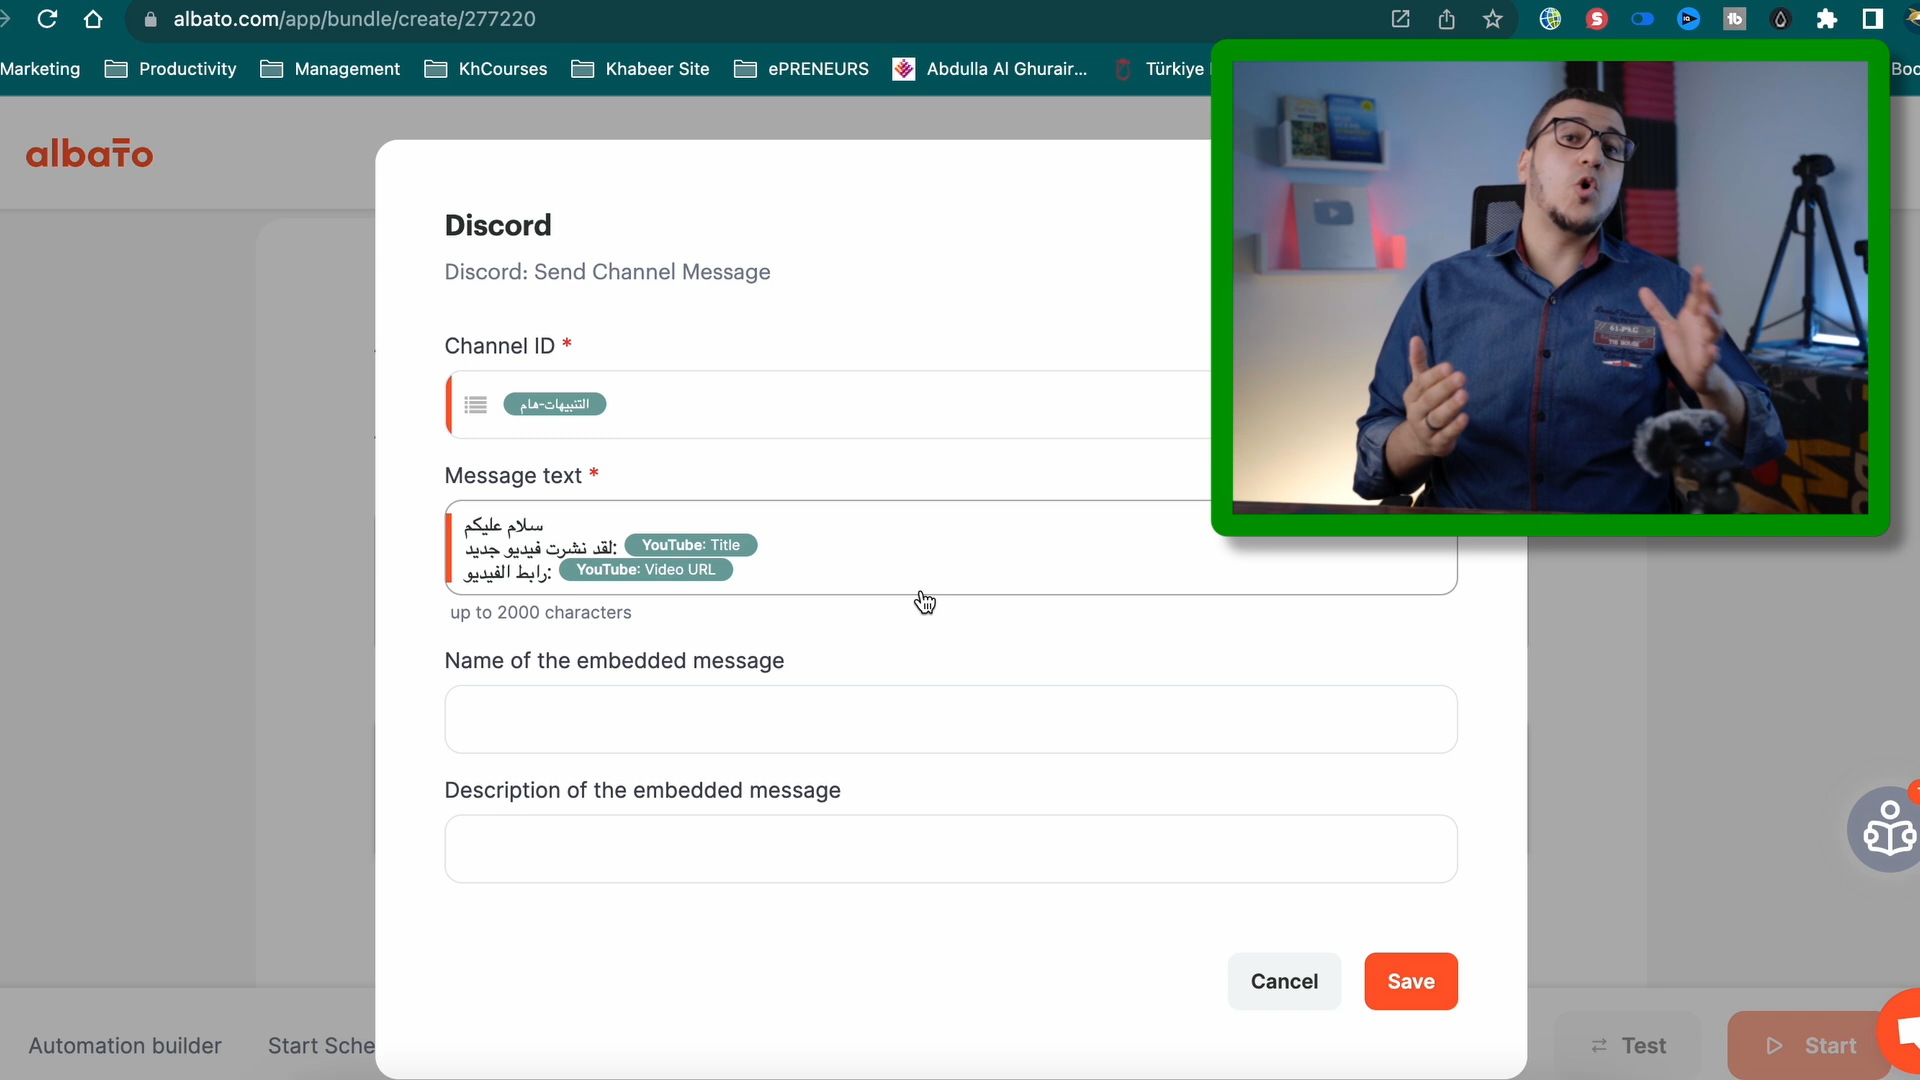 albato.com/app/bundle/create/277220
Marketing
Productivity
Management
KhCourses
Khabeer Site
ePRENEURS
Abdulla Al Ghurair...
Türkiye
Boo
albato
Discord
Discord: Send Channel Message
Channel ID *
التنبيهات-هام
Message text *
سلام عليكم
لقد نشرت فيديو جديد: YouTube: Title
رابط الفيديو: YouTube: Video URL
up to 2000 characters
Name of the embedded message
Description of the embedded message
Cancel
Save
Automation builder
Start Sche
Test
Start